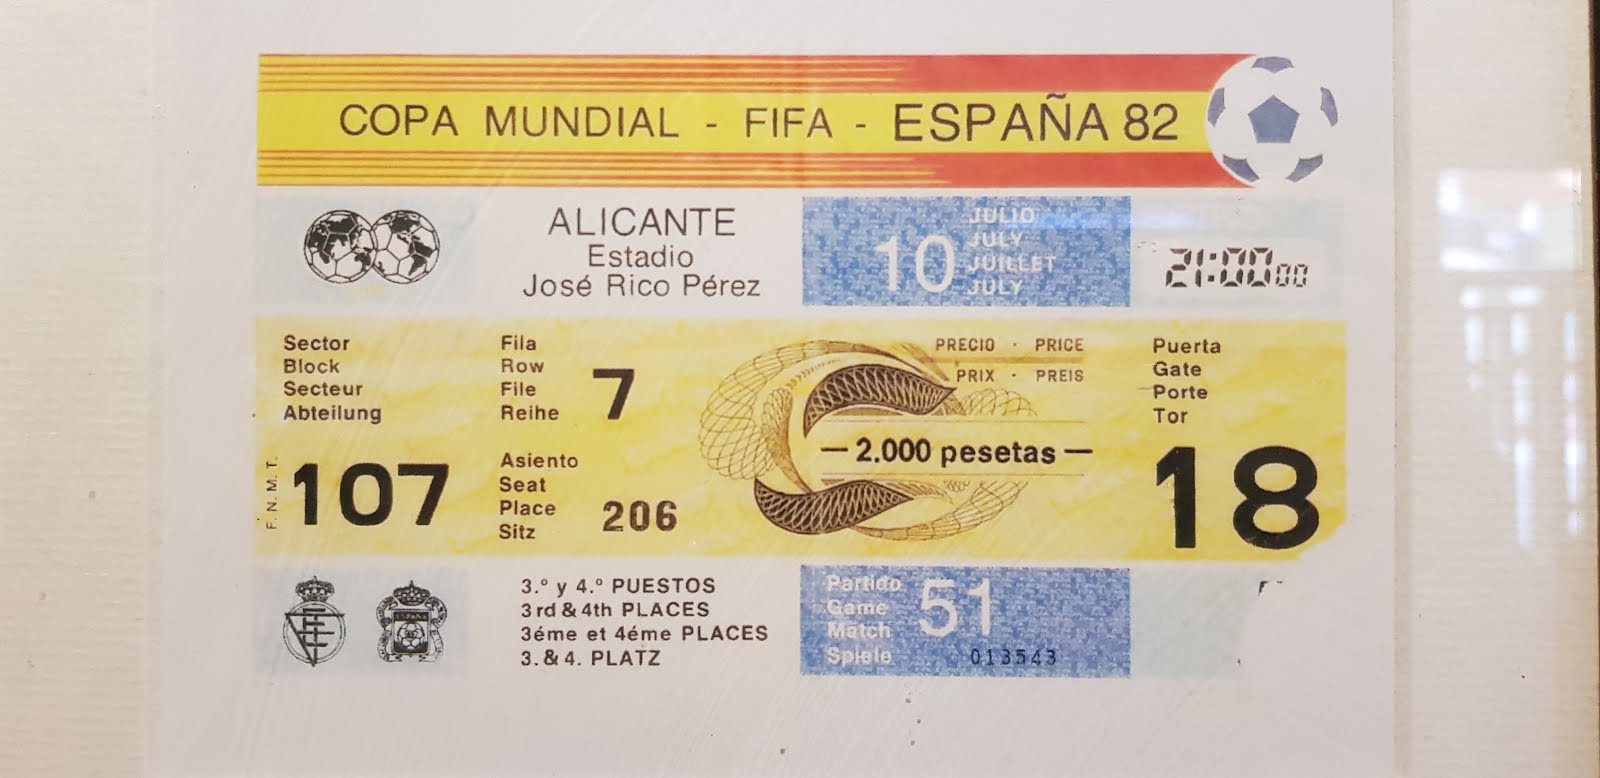 COPA MUNDIAL - FIFA - ESPAÑA 82
ALICANTE
Estadio
José Rico Pérez
10
JULIO
JULY
JUILLET
JULY
21:00 00
Sector
Block
Secteur
Abteilung
107
F. N. M. T.
Fila
Row
File
Reihe
7
Asiento
Seat
Place
Sitz
206
PRECIO · PRICE
PRIX · PREIS
— 2.000 pesetas —
Puerta
Gate
Porte
Tor
18
ESPAÑA
3.º y 4.º PUESTOS
3rd & 4th PLACES
3éme et 4éme PLACES
3. & 4. PLATZ
Partido
Game
Match
Spiele
51
013543